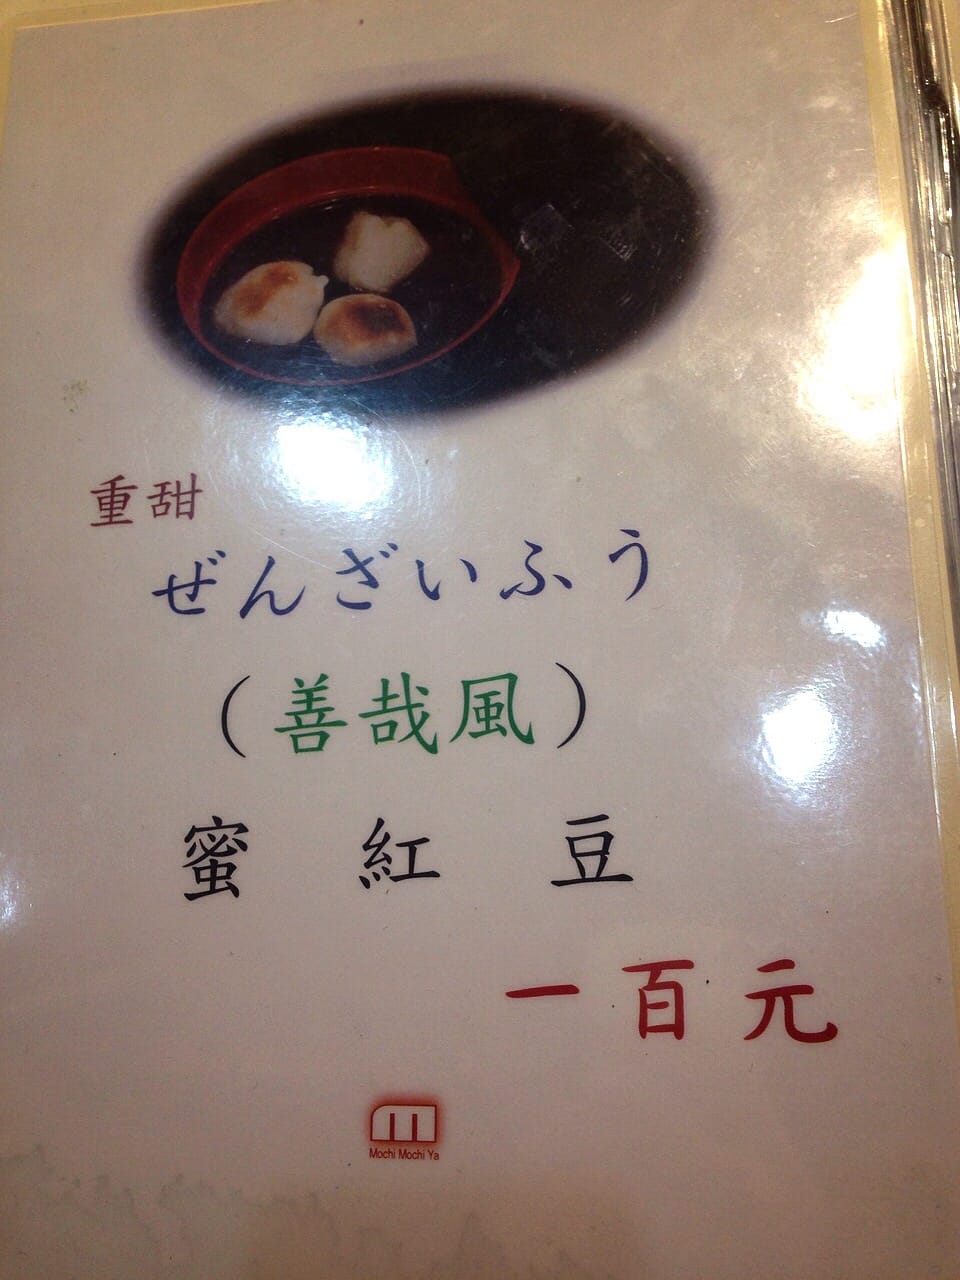 重甜
ぜんざいふう
（善哉風）
蜜紅豆
一百元
Mochi Mochi Ya